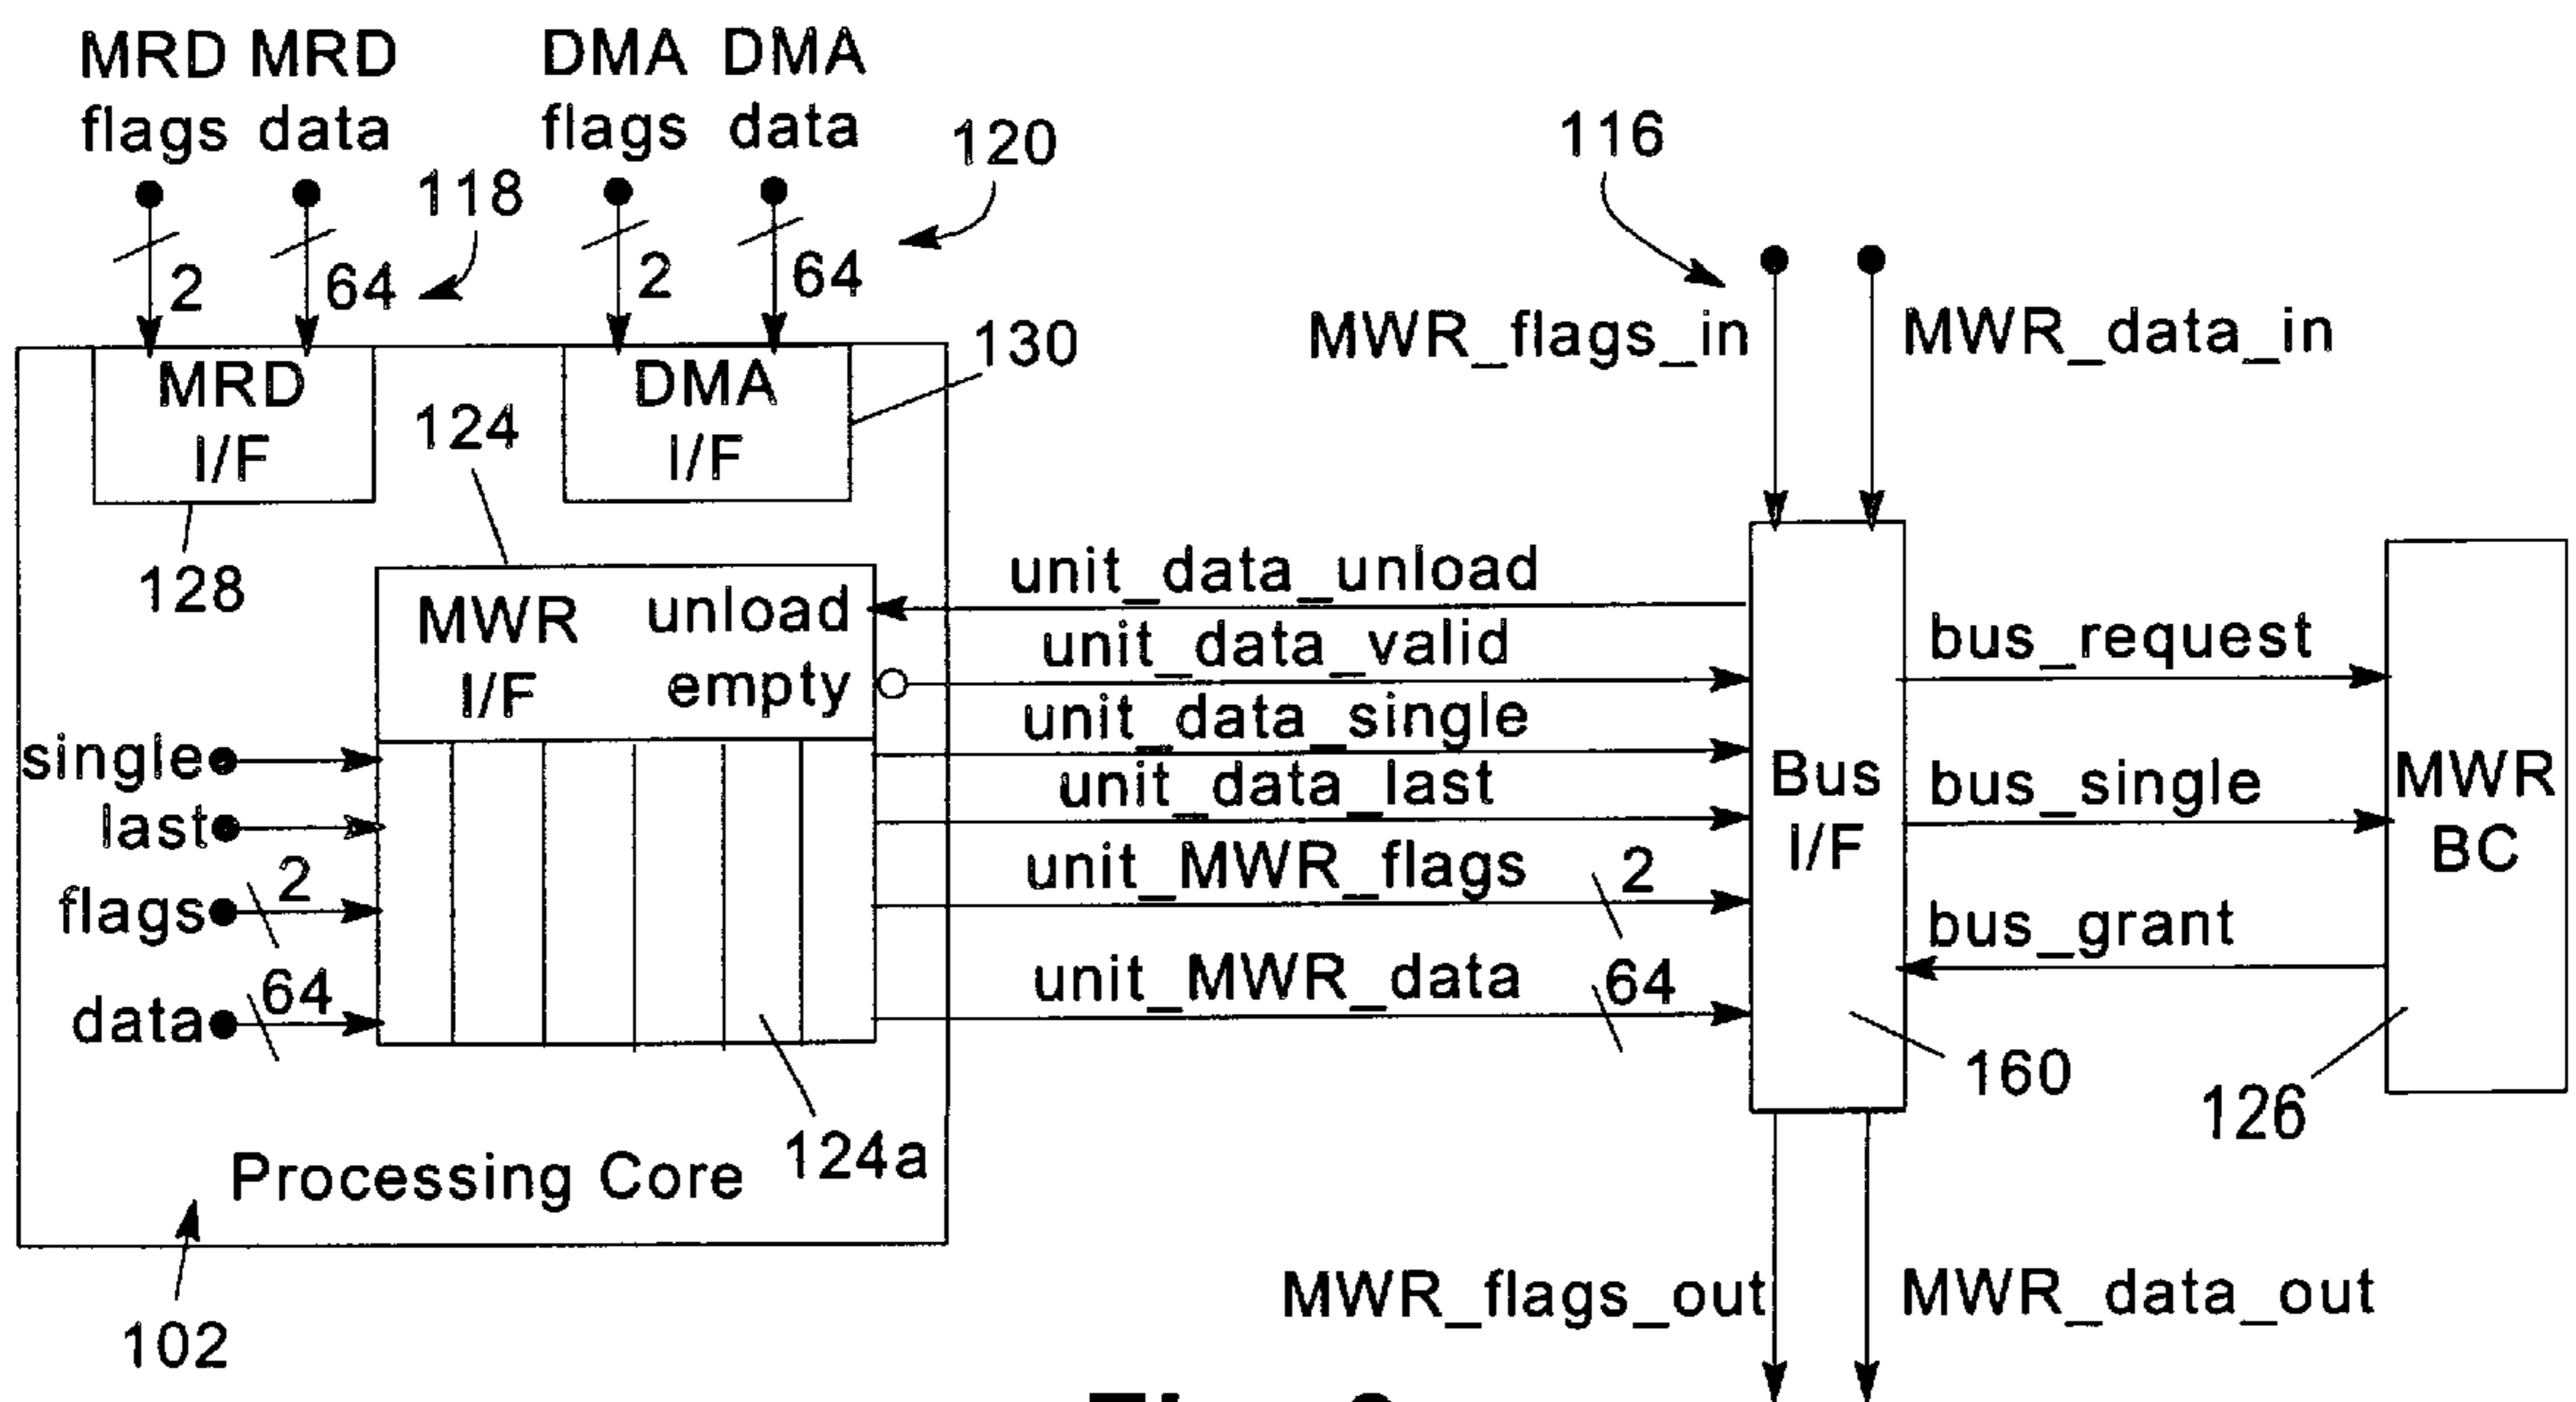 MRD MRD
flags data
DMA DMA
flags data
118
120
116
2
64
2
64
MWR_flags_in
MWR_data_in
MRD
I/F
DMA
I/F
130
124
128
MWR
I/F
unload
empty
unit_data_unload
unit_data_valid
unit_data_single
unit_data_last
unit_MWR_flags
2
unit_MWR_data
64
single
last
flags
2
data
64
Bus
I/F
bus_request
bus_single
bus_grant
MWR
BC
160
126
124a
Processing Core
102
MWR_flags_out
MWR_data_out